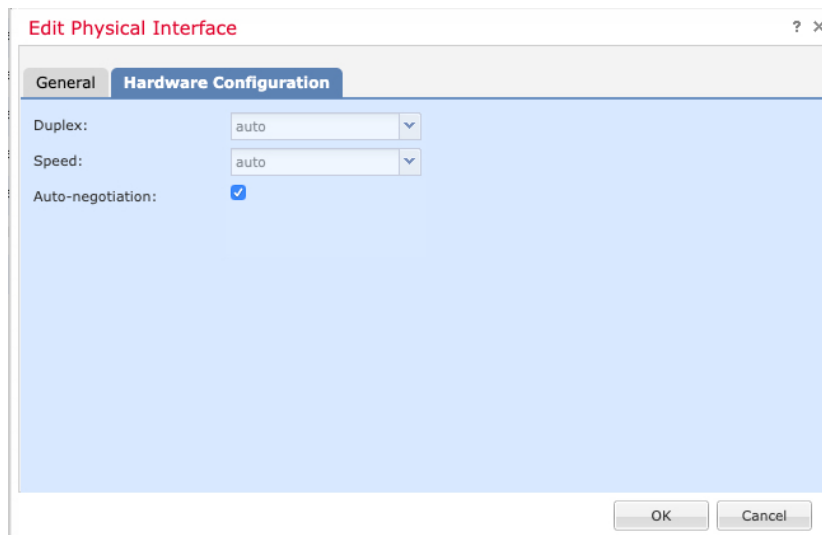 Edit Physical Interface ? ×
General Hardware Configuration
Duplex: auto
Speed: auto
Auto-negotiation:
OK Cancel